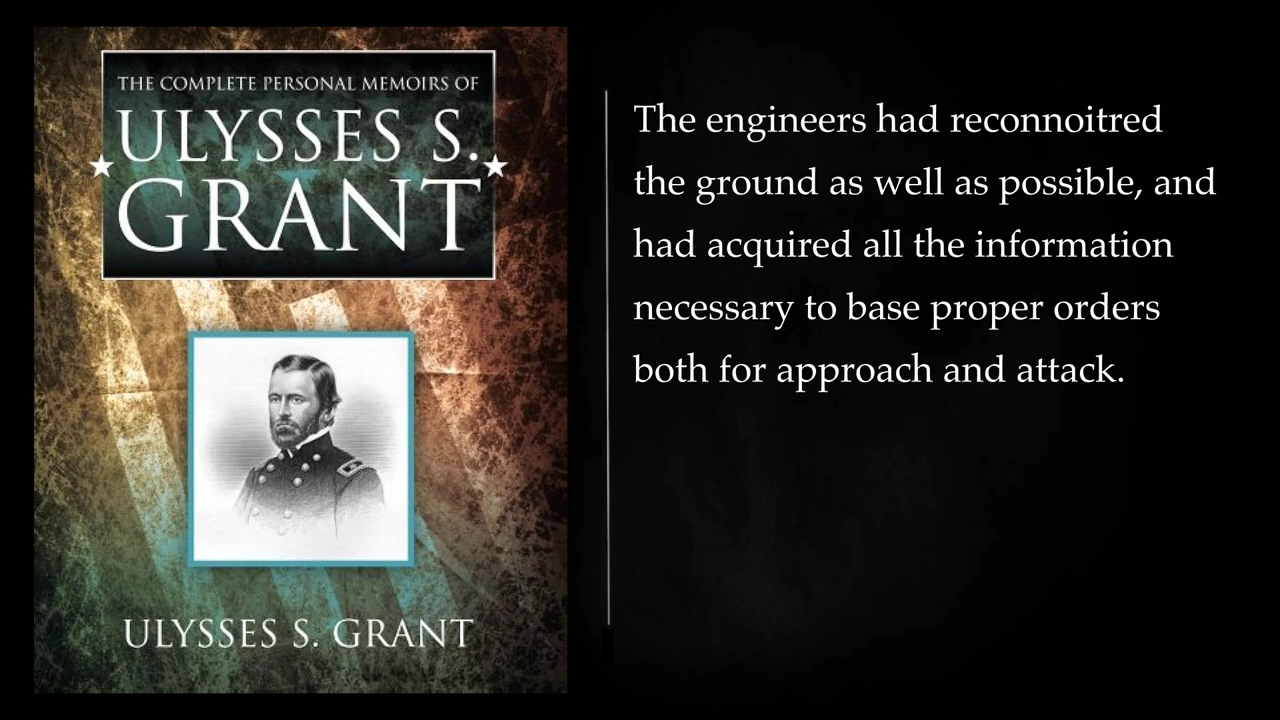 THE COMPLETE PERSONAL MEMOIRS OF
ULYSSES S.
GRANT
ULYSSES S. GRANT
The engineers had reconnoitred
the ground as well as possible, and
had acquired all the information
necessary to base proper orders
both for approach and attack.